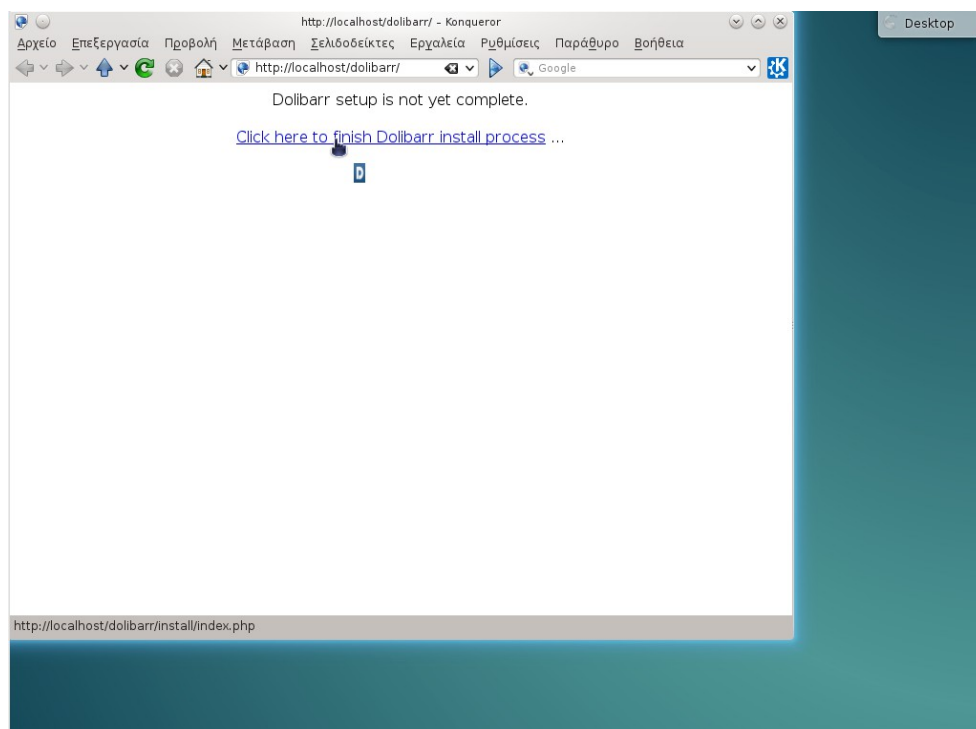 http://localhost/dolibarr/ – Konqueror
Desktop
Αρχείο Επεξεργασία Προβολή Μετάβαση Σελιδοδείκτες Εργαλεία Ρυθμίσεις Παράθυρο Βοήθεια
http://localhost/dolibarr/ Google
Dolibarr setup is not yet complete.
Click here to finish Dolibarr install process ...
D
http://localhost/dolibarr/install/index.php